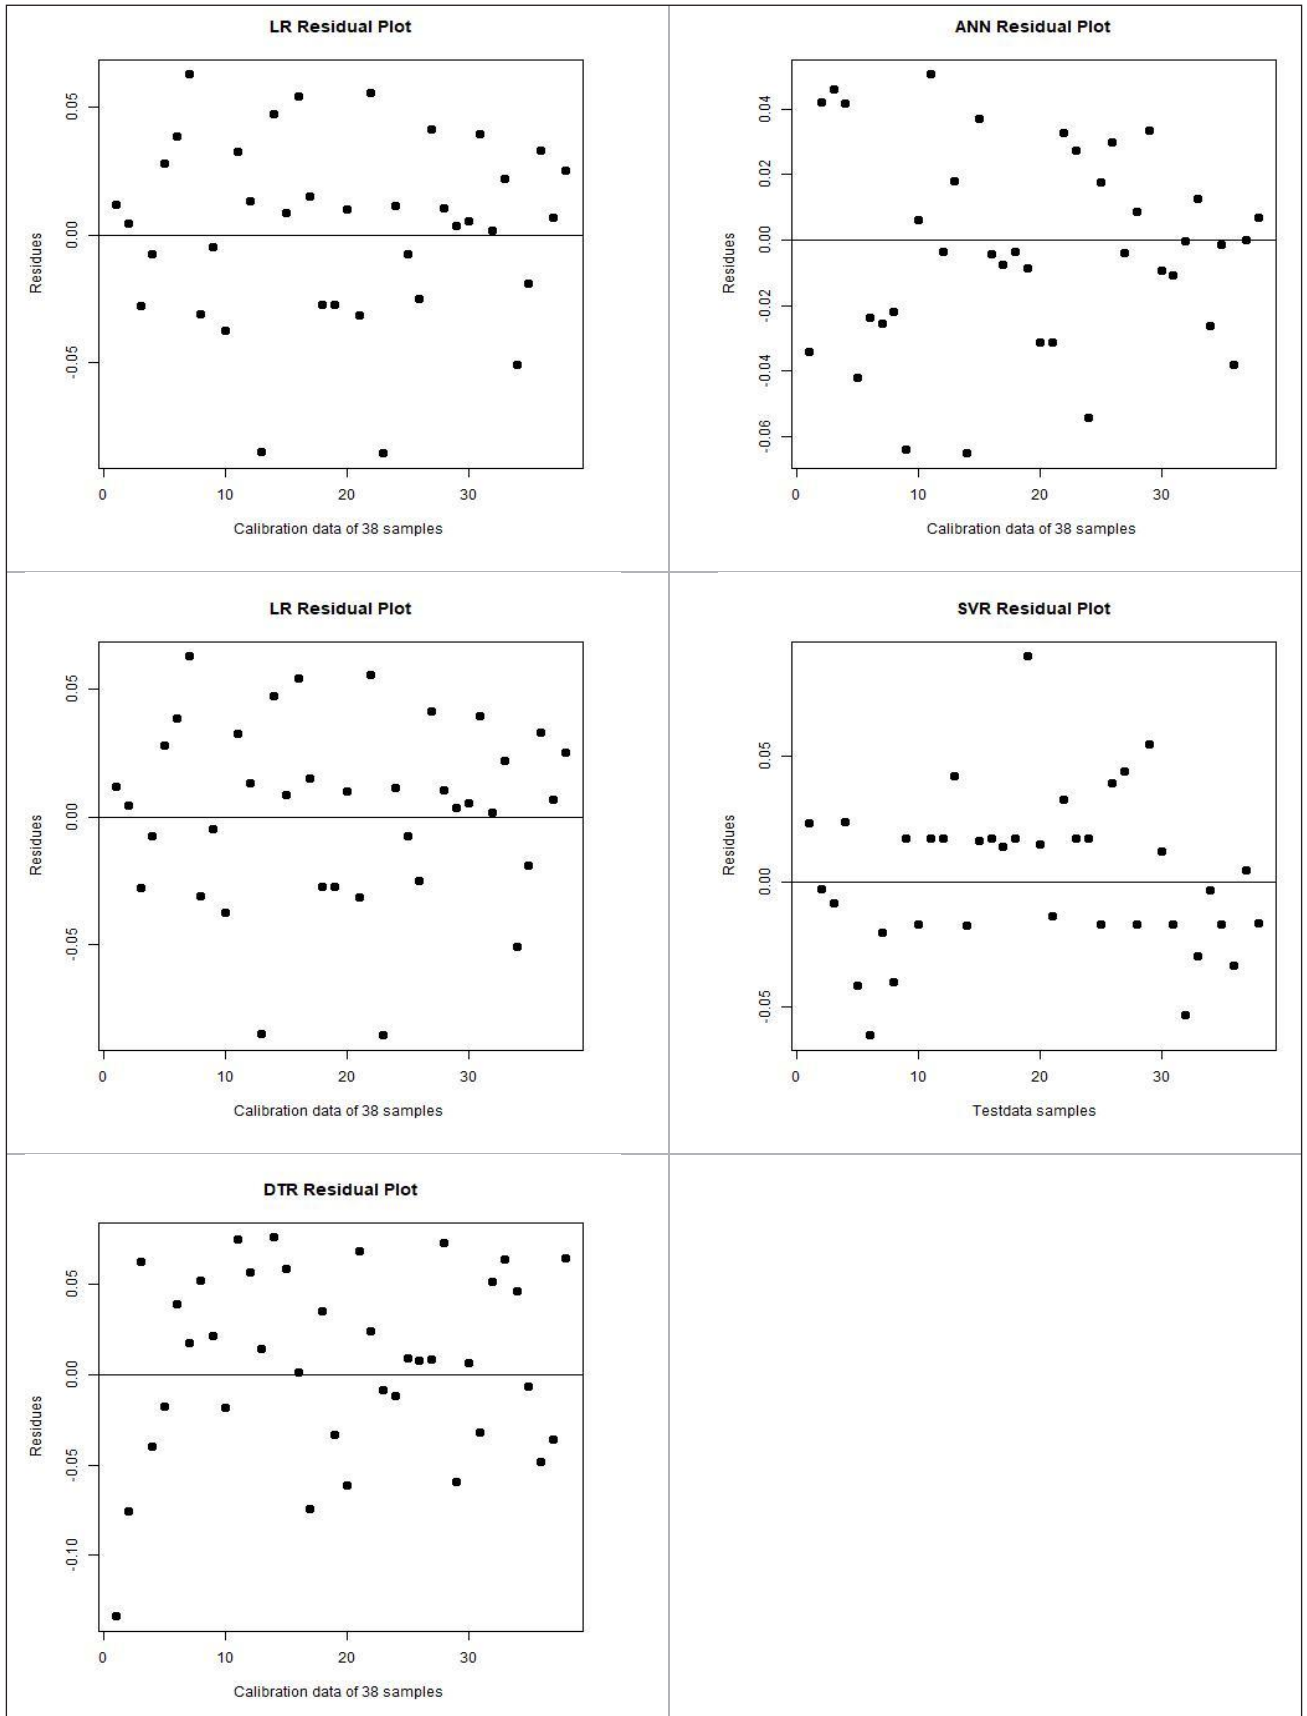 LR Residual Plot
Residues
0.05
0.00
-0.05
0 10 20 30
Calibration data of 38 samples
ANN Residual Plot
Residues
0.04
0.02
0.00
-0.02
-0.04
-0.06
0 10 20 30
Calibration data of 38 samples
LR Residual Plot
Residues
0.05
0.00
-0.05
0 10 20 30
Calibration data of 38 samples
SVR Residual Plot
Residues
0.05
0.00
-0.05
0 10 20 30
Testdata samples
DTR Residual Plot
Residues
0.05
0.00
-0.05
-0.10
0 10 20 30
Calibration data of 38 samples